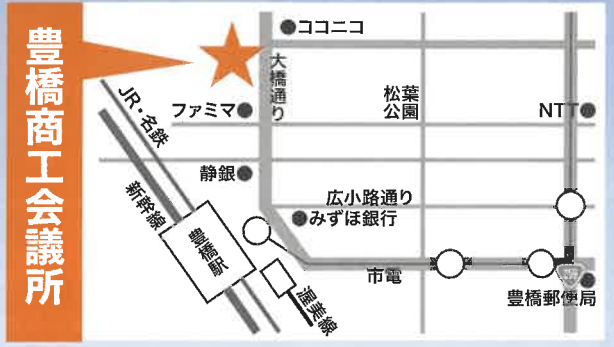 豊橋商工会議所
ココニコ
大橋通り
JR・名鉄
ファミマ
松葉
公園
NTT
静銀
新幹線
広小路通り
みずほ銀行
豊橋駅
市電
渥美線
豊橋郵便局